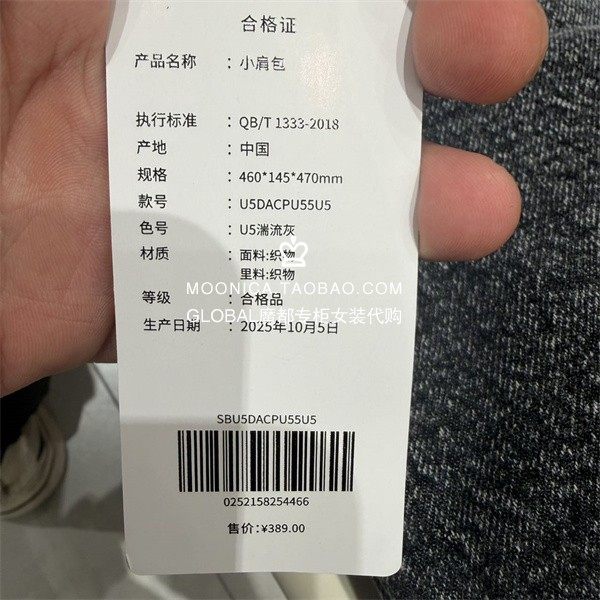 合格证
产品名称 : 小肩包
执行标准 : QB/T 1333-2018
产地 : 中国
规格 : 460*145*470mm
款号 : U5DACPU55U5
色号 : U5湍流灰
材质 : 面料:织物
里料:织物
MOONICA.TAOBAO.COM
等级 : 合格品
GLOBAL魔都专柜女装代购
生产日期 : 2025年10月5日
SBU5DACPU55U5
0252158254466
售价:¥389.00